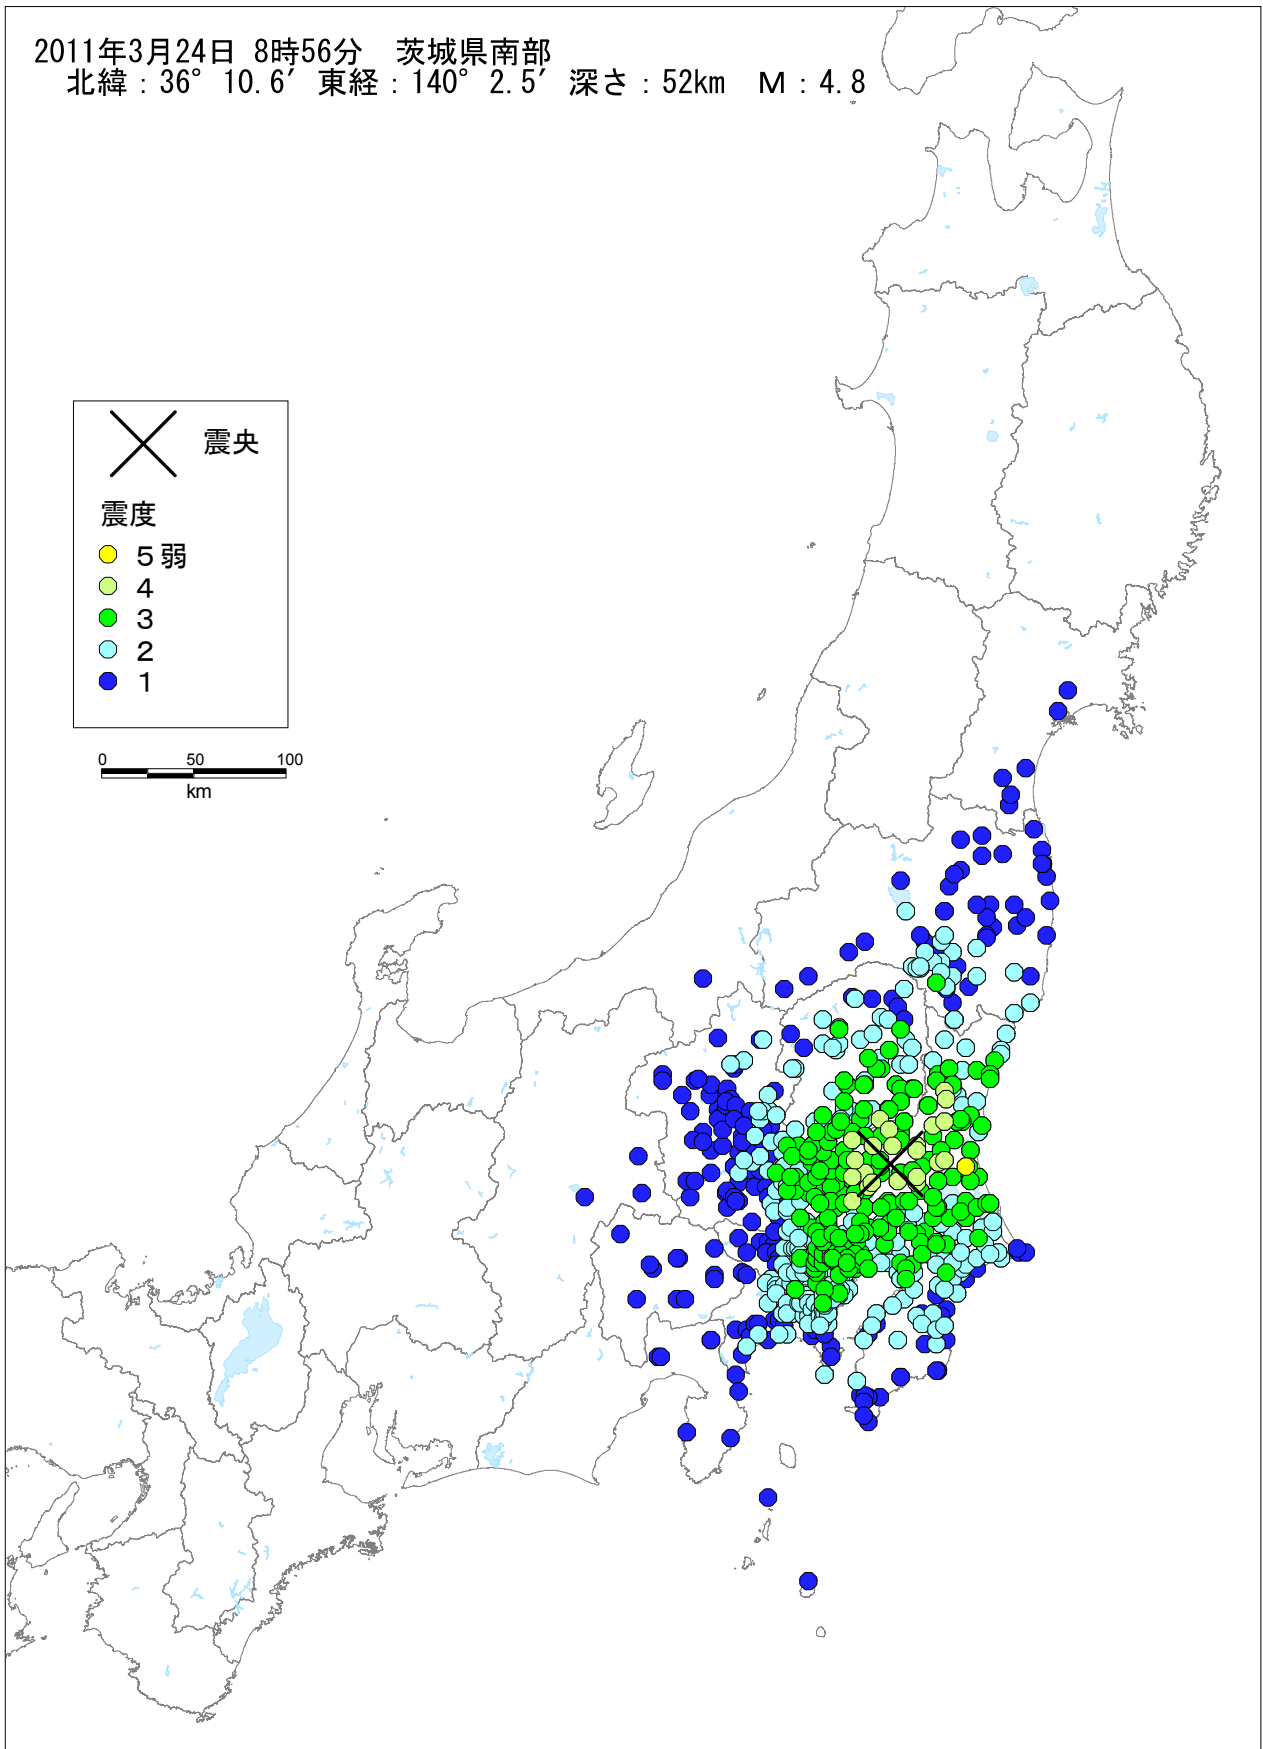 2011年3月24日 8時56分　茨城県南部
北緯：36°10.6′ 東経：140°2.5′ 深さ：52km　M：4.8
震央
震度
５弱
４
３
２
１
0 50 100
km